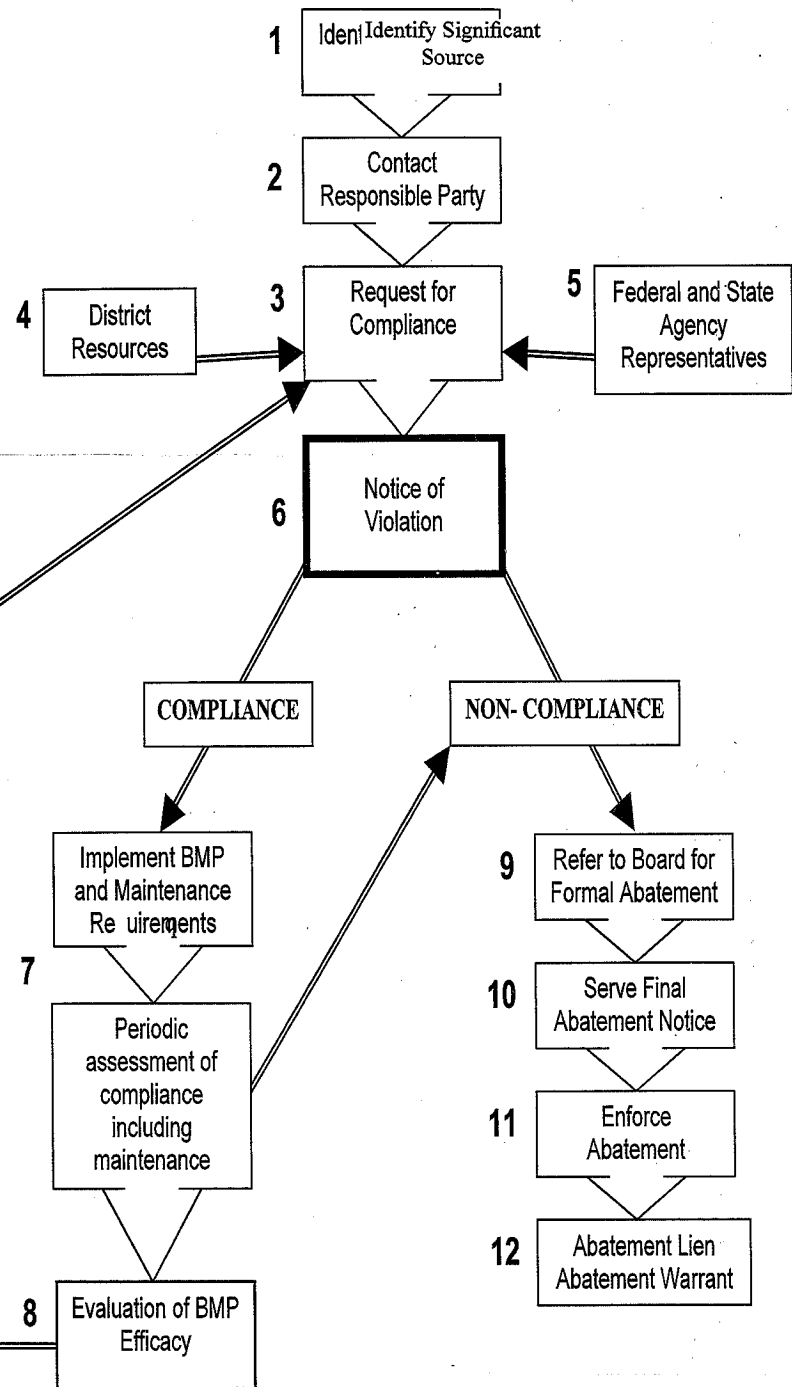 1
Iden Identify Significant
Source
2
Contact
Responsible Party
3
Request for
Compliance
4
District
Resources
5
Federal and State
Agency
Representatives
6
Notice of
Violation
COMPLIANCE
NON- COMPLIANCE
Implement BMP
and Maintenance
Re uirements
q
7
Periodic
assessment of
compliance
including
maintenance
8
Evaluation of BMP
Efficacy
9
Refer to Board for
Formal Abatement
10
Serve Final
Abatement Notice
11
Enforce
Abatement
12
Abatement Lien
Abatement Warrant